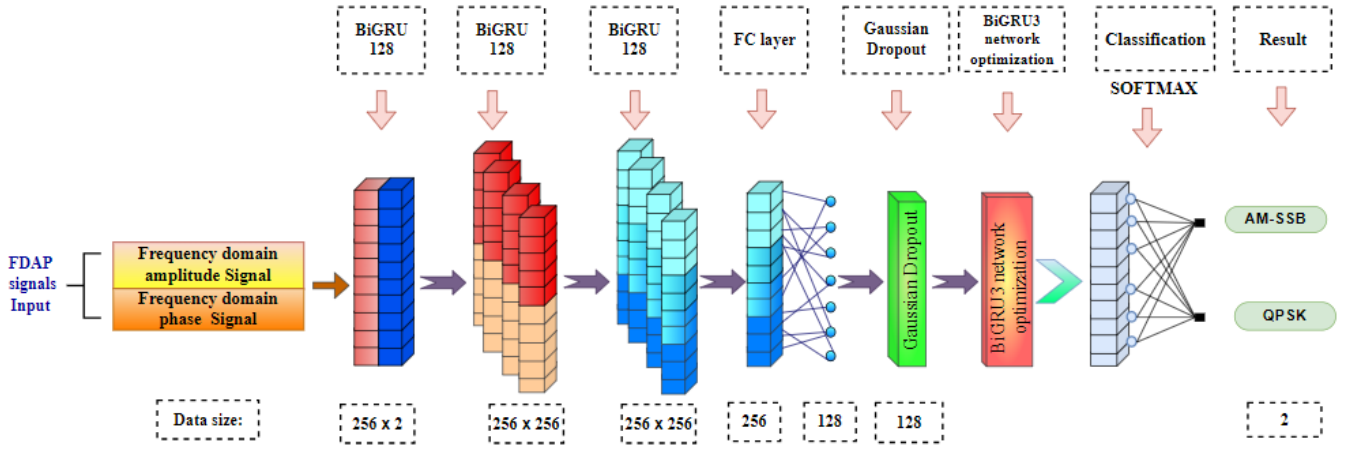 BiGRU
128
BiGRU
128
BiGRU
128
FC layer
Gaussian
Dropout
BiGRU3
network
optimization
Classification
SOFTMAX
Result
FDAP
signals
Input
Frequency domain
amplitude Signal
Frequency domain
phase Signal
Gaussian Dropout
BiGRU3 network
optimization
AM-SSB
QPSK
Data size:
256 x 2
256 x 256
256 x 256
256
128
128
2